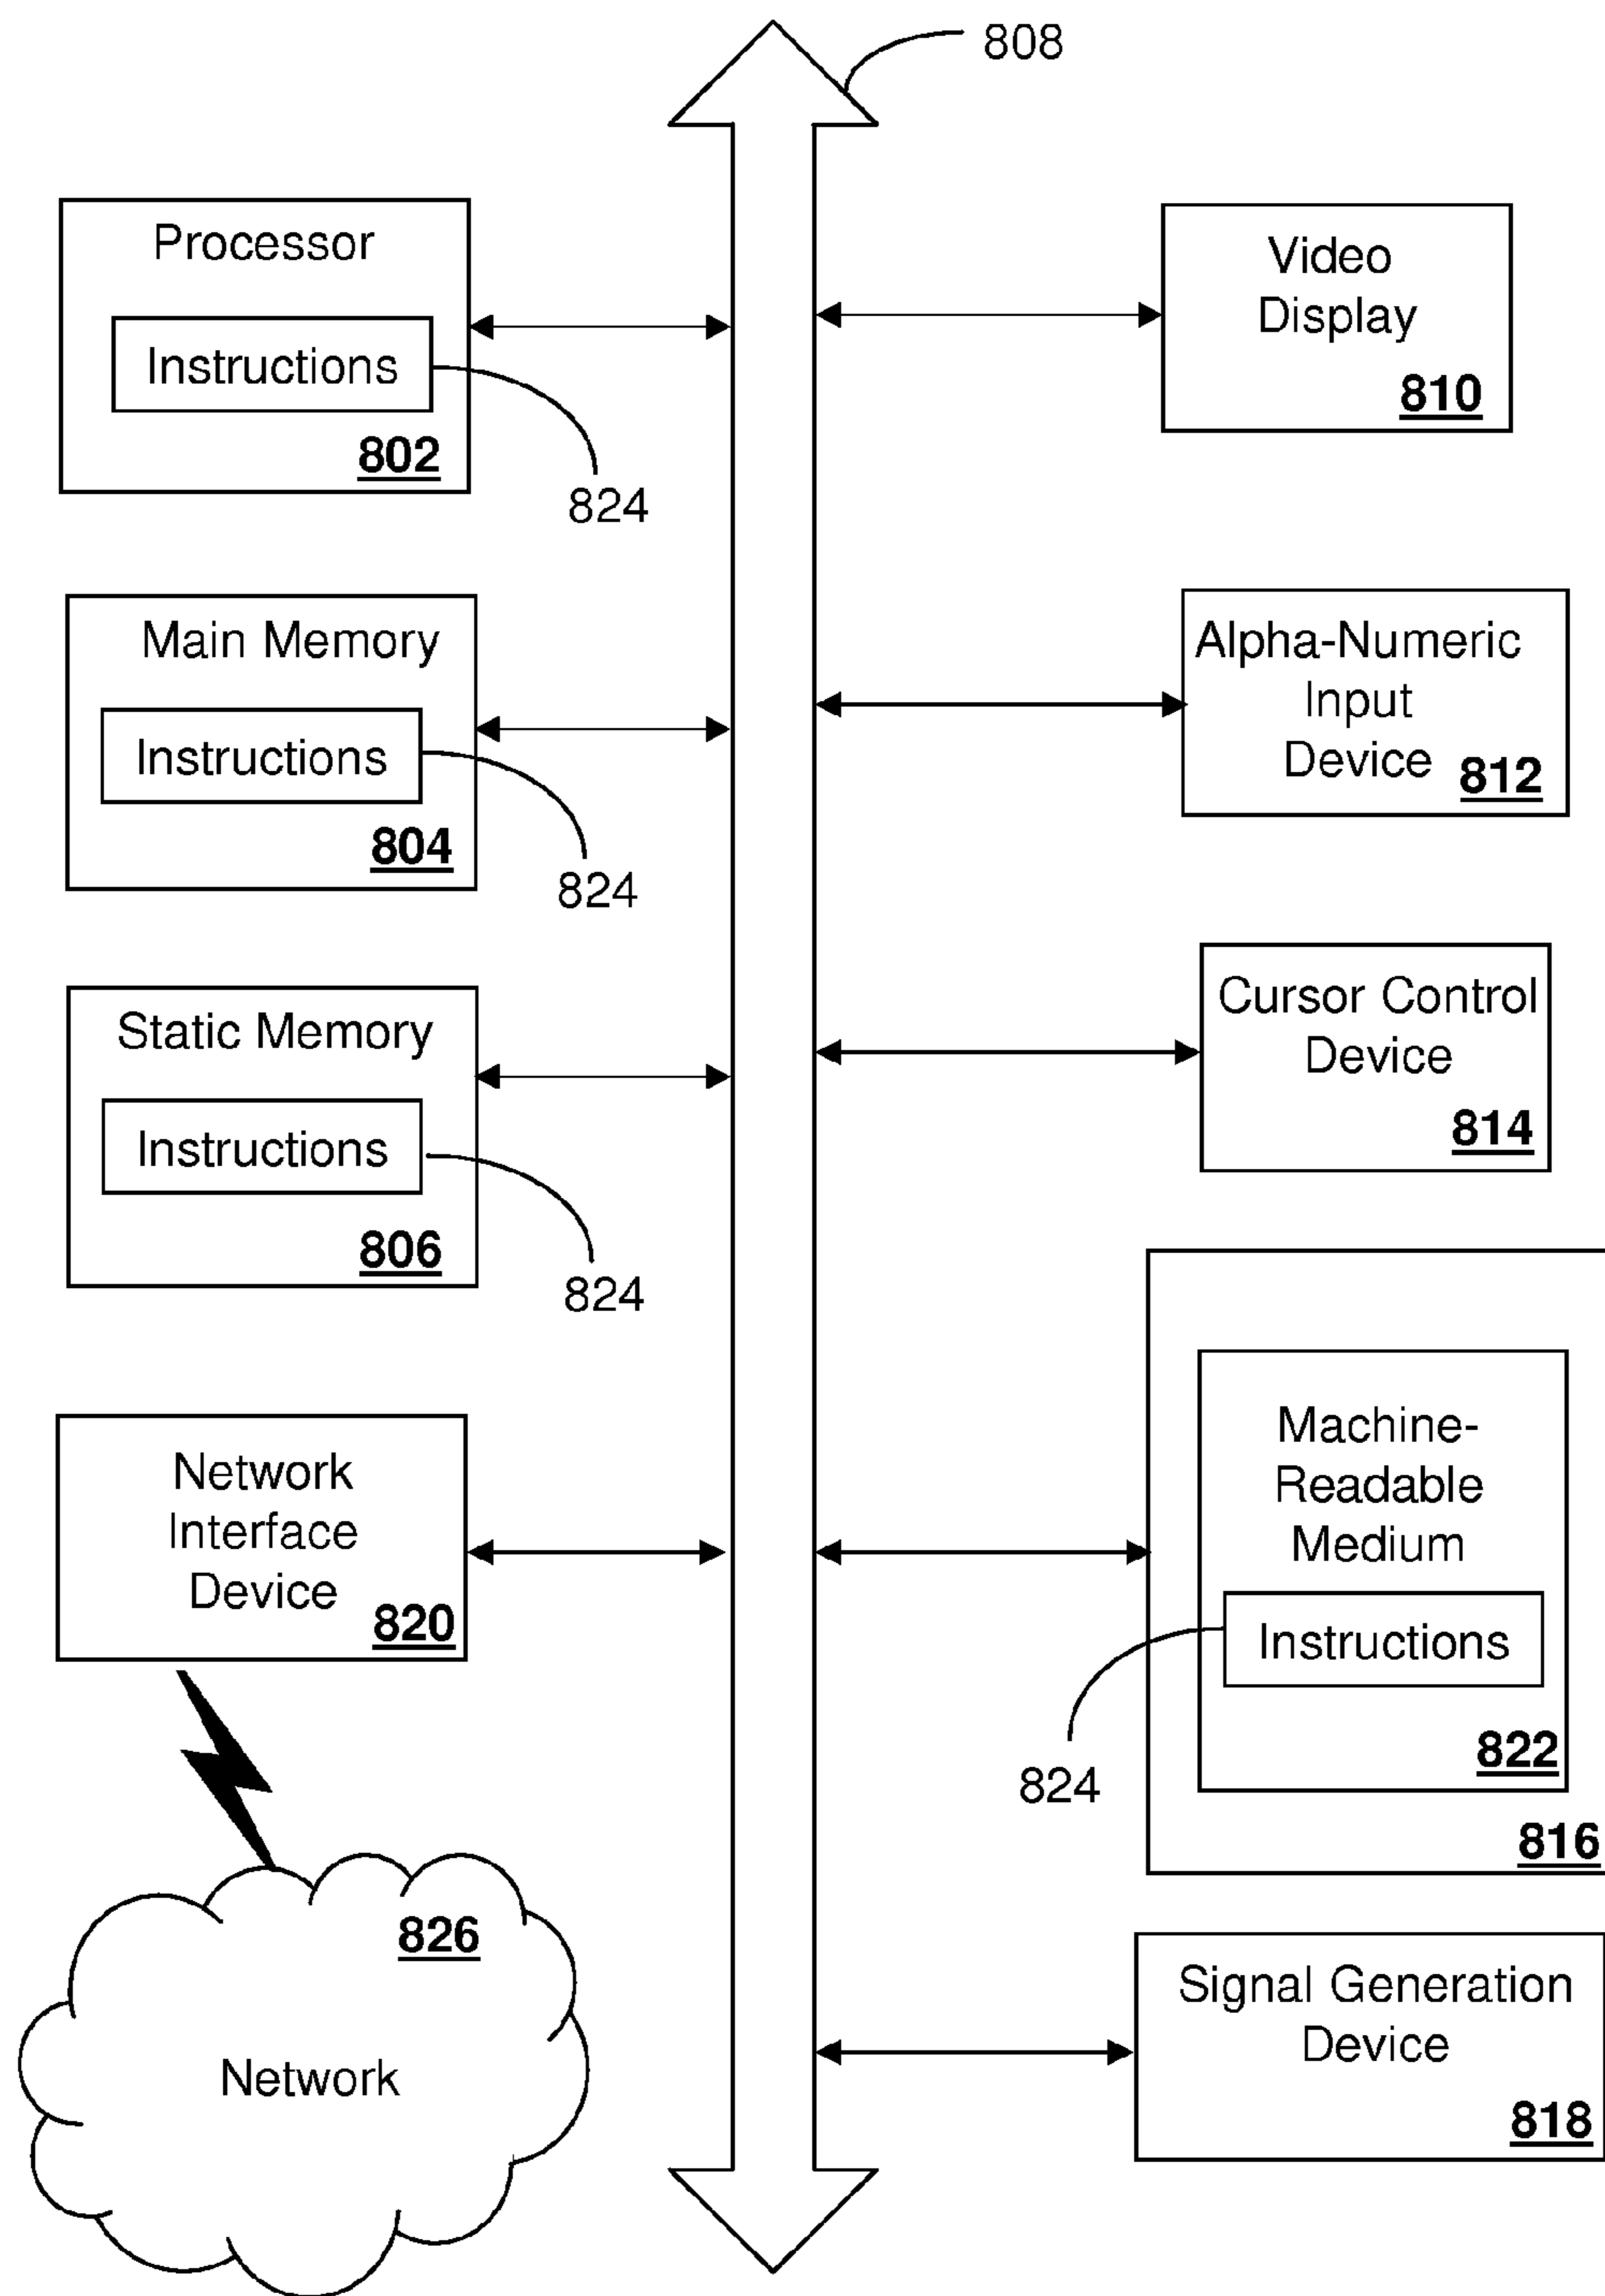 808
Processor
Instructions
802
824
Main Memory
Instructions
804
824
Static Memory
Instructions
806
824
Network
Interface
Device
820
826
Network
Video
Display
810
Alpha-Numeric
Input
Device
812
Cursor Control
Device
814
Machine-
Readable
Medium
Instructions
822
824
816
Signal Generation
Device
818